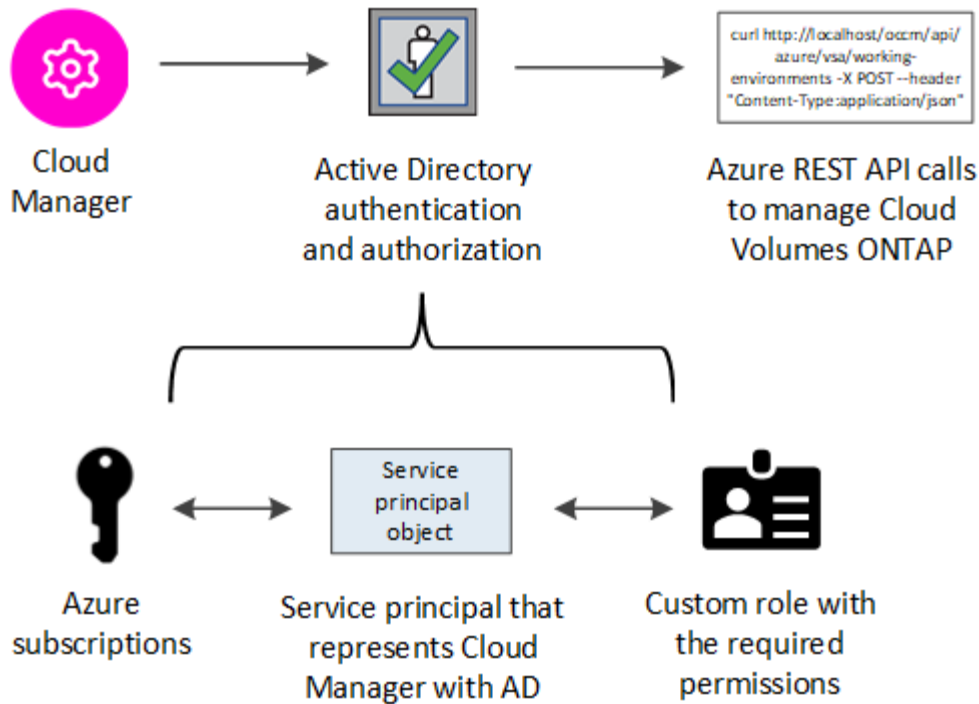 Cloud
Manager
Active Directory
authentication
and authorization
curl http://localhost/occm/api/
azure/vsa/working-
environments -X POST --header
"Content-Type:application/json"
Azure REST API calls
to manage Cloud
Volumes ONTAP
Azure
subscriptions
Service
principal
object
Service principal that
represents Cloud
Manager with AD
Custom role with
the required
permissions